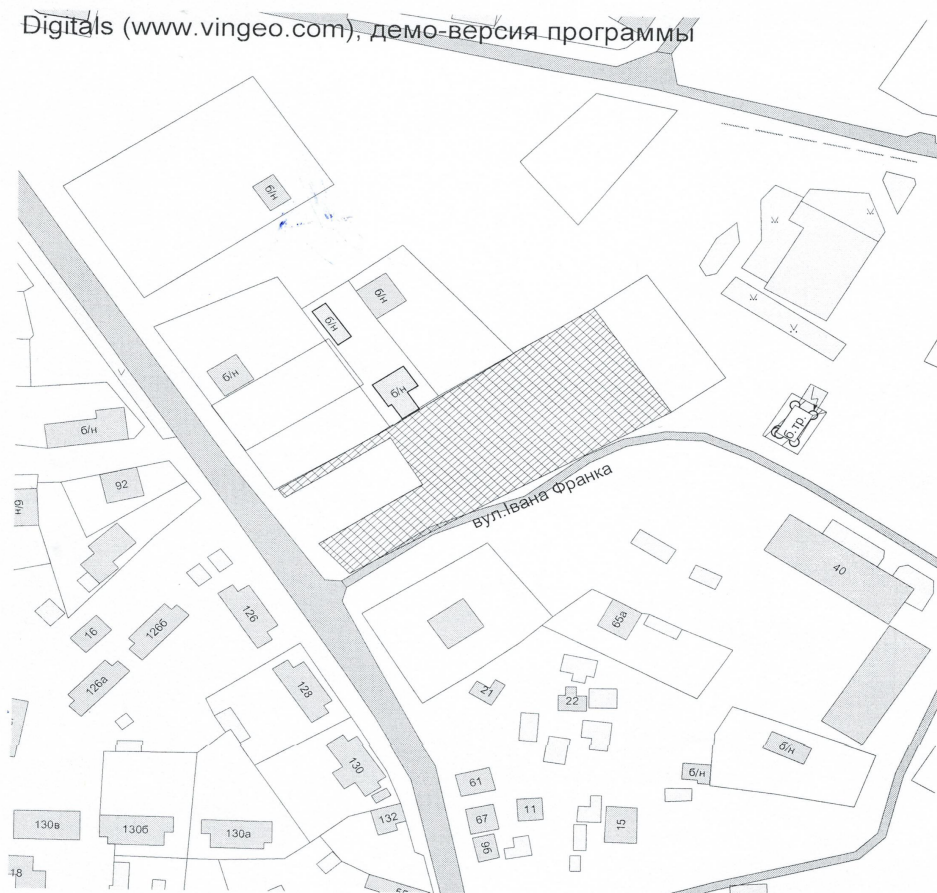 Digitals (www.vingeo.com), демо-версия программы
б/н
б/н
б/н
б/н
б/н
б/н
92
б/н
б.тр.
вул.Івана Франка
40
126
16
126б
65а
126а
128
21
22
130
б/н
б/н
61
11
67
132
15
130в
130б
130а
96
18